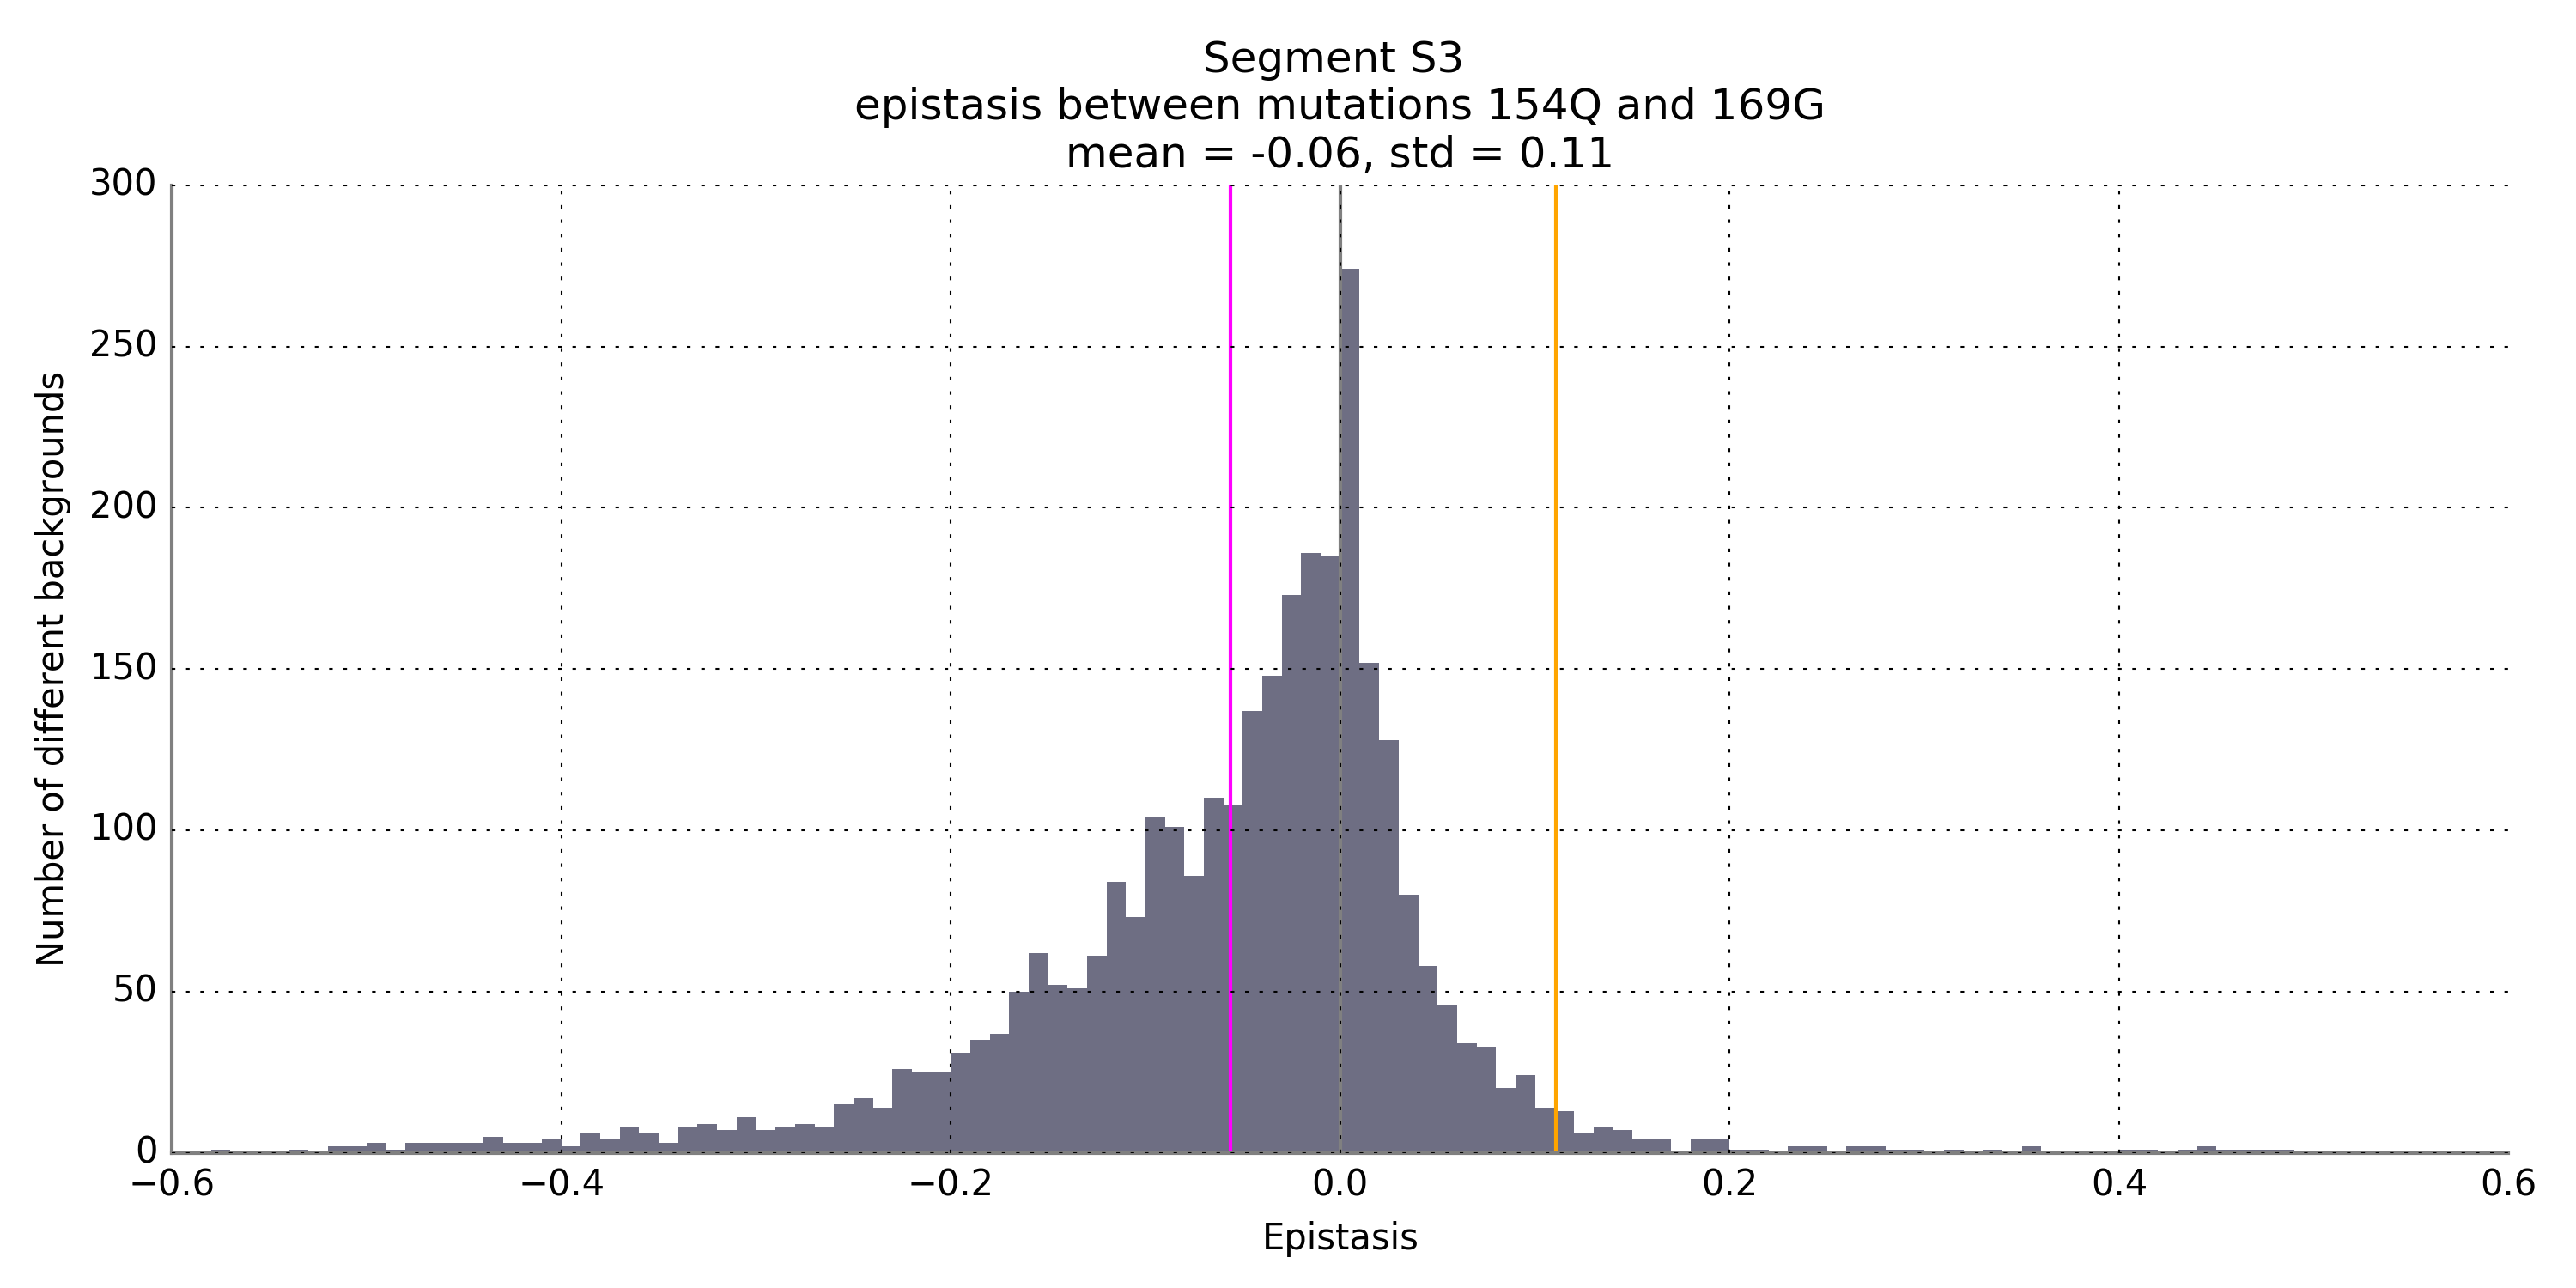 Segment S3
epistasis between mutations 154Q and 169G
mean = -0.06, std = 0.11
300
250
200
150
100
50
0
Number of different backgrounds
−0.6 −0.4 −0.2 0.0 0.2 0.4 0.6
Epistasis